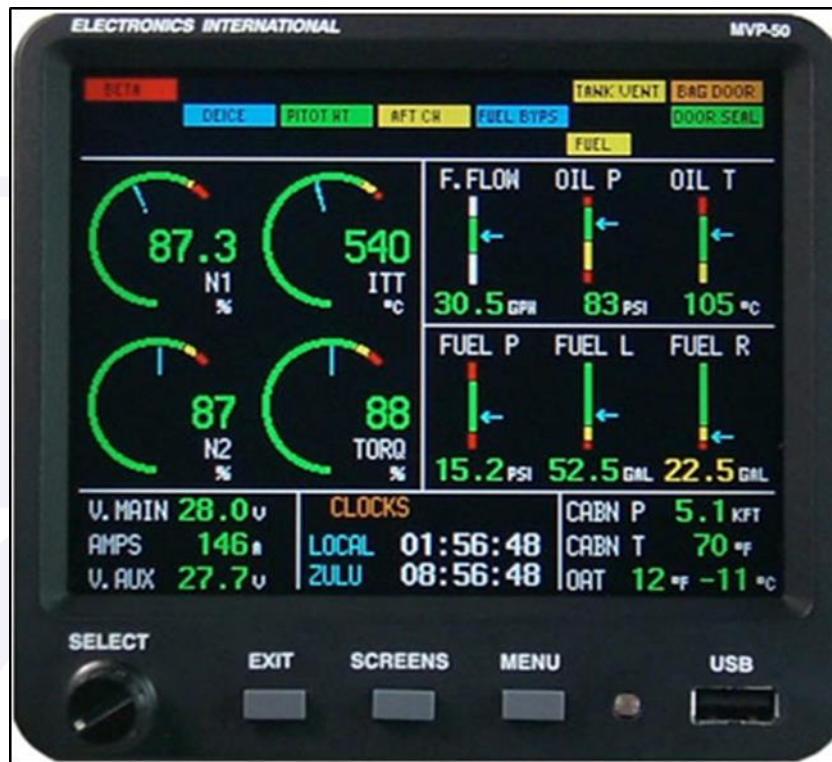 ELECTRONICS INTERNATIONAL MVP-50
BETA TANK VENT BAG DOOR
DEICE PITOT HT AFT CH FUEL BYPS DOOR SEAL
FUEL
F.FLOW OIL P OIL T
87.3 540
N1 ITT
% °C
30.5 GPH 83 PSI 105 °C
FUEL P FUEL L FUEL R
87 88
N2 TORQ
% %
15.2 PSI 52.5 GAL 22.5 GAL
V.MAIN 28.0 V CLOCKS CABN P 5.1 KFT
AMPS 146 A LOCAL 01:56:48 CABN T 70 °F
V.AUX 27.7 V ZULU 08:56:48 OAT 12 °F -11 °C
SELECT EXIT SCREENS MENU USB